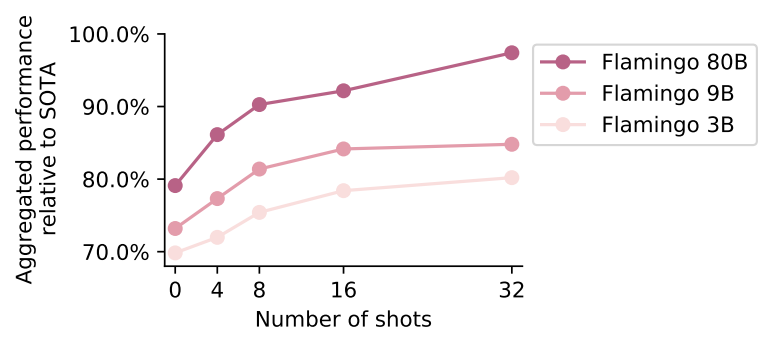 Aggregated performance
relative to SOTA
100.0%
90.0%
80.0%
70.0%
0 4 8 16 32
Number of shots
Flamingo 80B
Flamingo 9B
Flamingo 3B